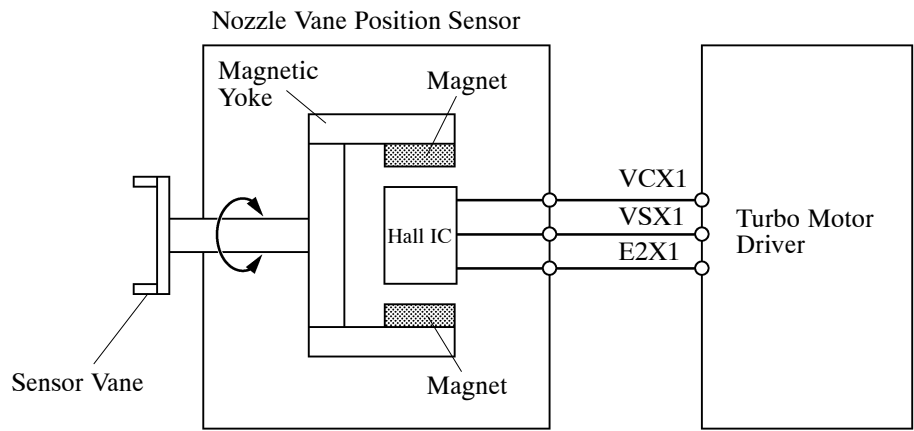 Nozzle Vane Position Sensor
Magnetic
Yoke
Magnet
VCX1
VSX1
Hall IC
E2X1
Turbo Motor
Driver
Sensor Vane
Magnet